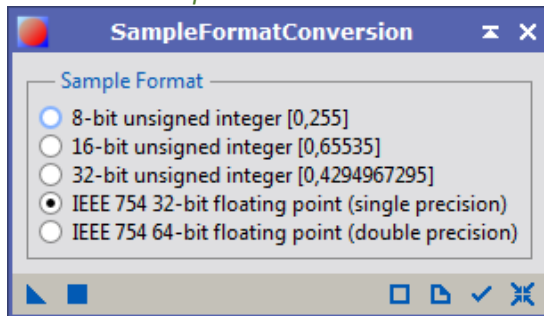 SampleFormatConversion
Sample Format
8-bit unsigned integer [0,255]
16-bit unsigned integer [0,65535]
32-bit unsigned integer [0,4294967295]
IEEE 754 32-bit floating point (single precision)
IEEE 754 64-bit floating point (double precision)